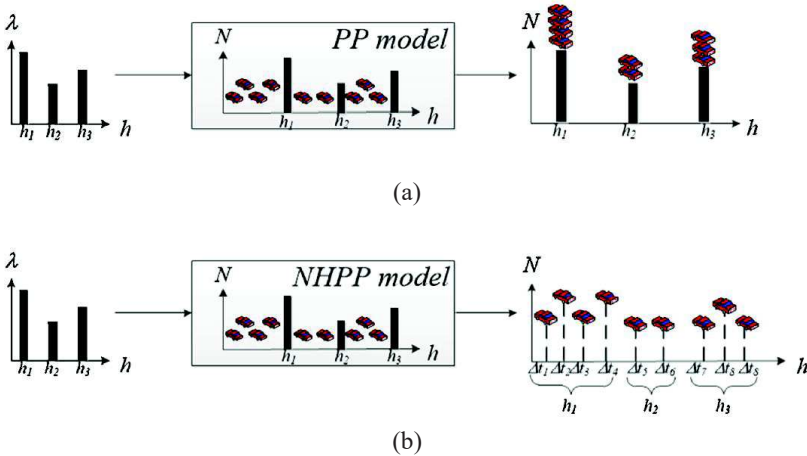 λ
h1 h2 h3 h
N PP model
h1 h2 h3 h
N
h1 h2 h3 h
(a)
λ
h1 h2 h3 h
N NHPP model
h1 h2 h3 h
N
Δt1 Δt2 Δt3 Δt4 Δt5 Δt6 Δt7 Δt8 Δt8 h
h1 h2 h3
(b)